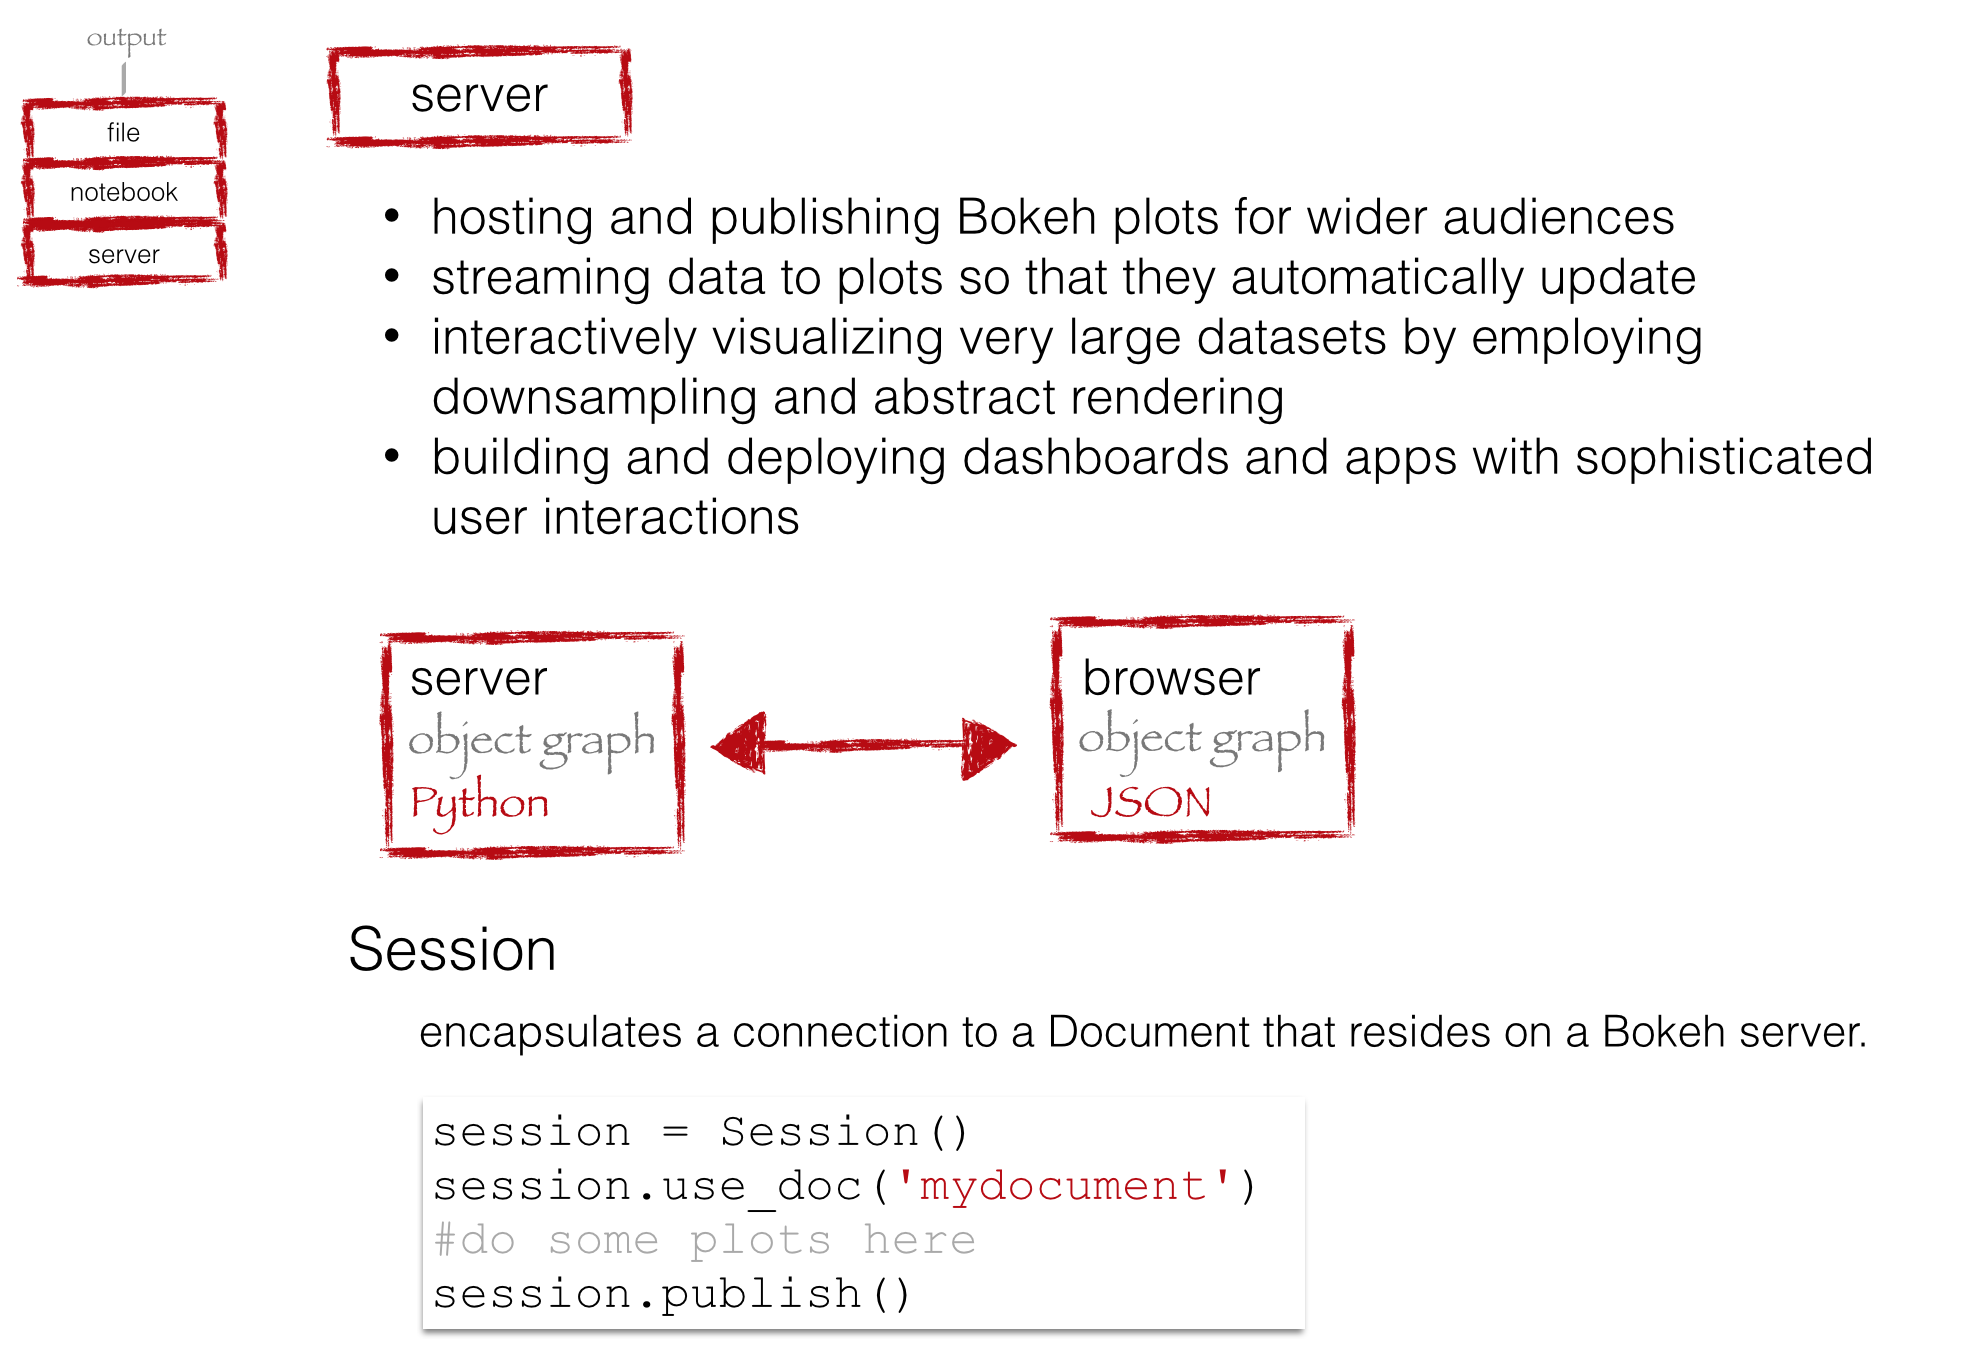 output
file
notebook
server
server
• hosting and publishing Bokeh plots for wider audiences
• streaming data to plots so that they automatically update
• interactively visualizing very large datasets by employing
downsampling and abstract rendering
• building and deploying dashboards and apps with sophisticated
user interactions
server
object graph
Python
browser
object graph
JSON
Session
encapsulates a connection to a Document that resides on a Bokeh server.
session = Session()
session.use_doc('mydocument')
#do some plots here
session.publish()